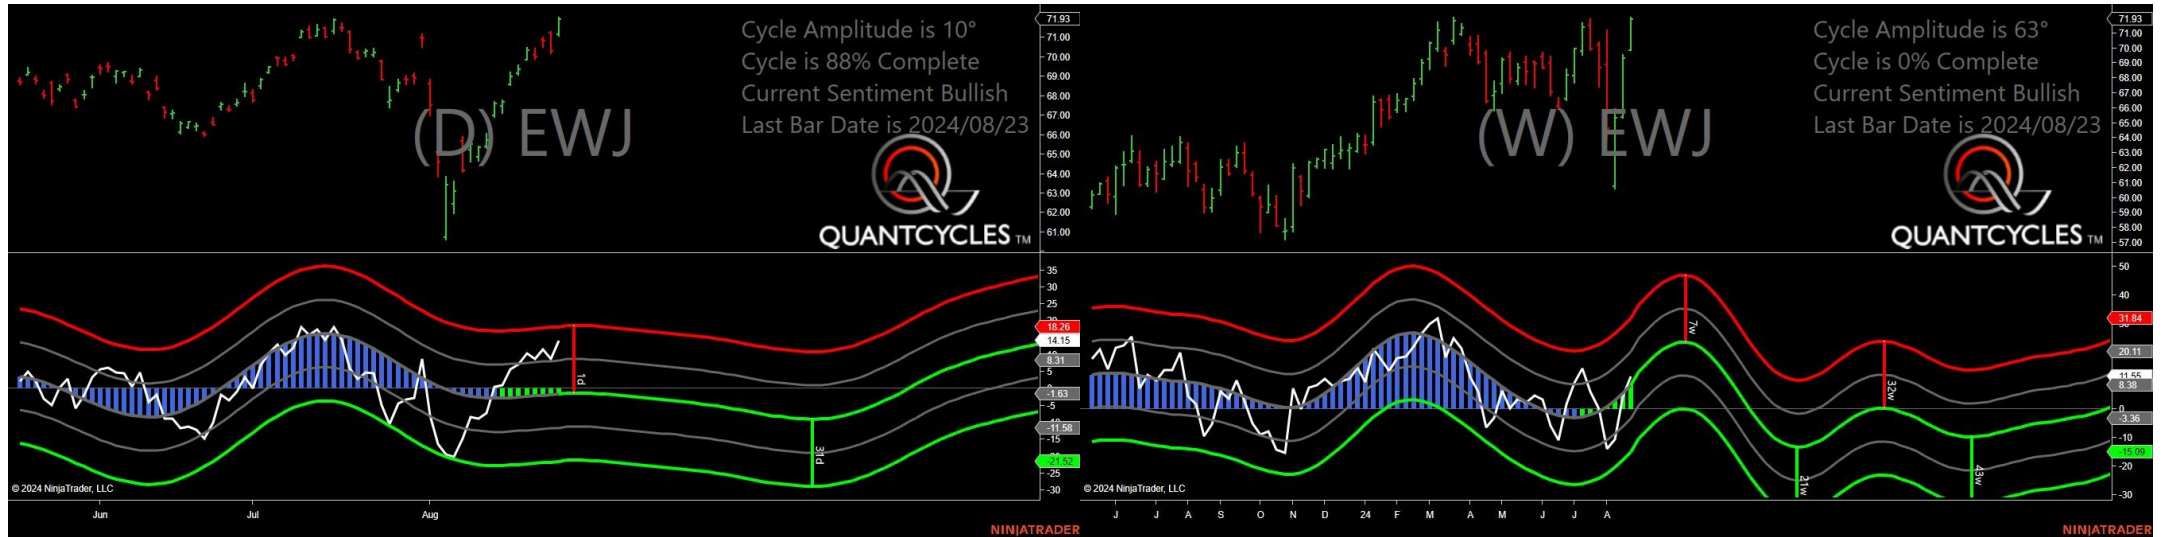 Cycle Amplitude is 10°
Cycle is 88% Complete
Current Sentiment Bullish
Last Bar Date is 2024/08/23
(D) EWJ
QUANTCYCLES TM
71.93
71.00
70.00
69.00
68.00
67.00
66.00
65.00
64.00
63.00
62.00
61.00
35
30
25
18.26
14.15
8.31
5
-1.63
-5
-11.58
-15
-21.52
-25
-30
1d
31d
© 2024 NinjaTrader, LLC
Jun Jul Aug
NINJATRADER
Cycle Amplitude is 63°
Cycle is 0% Complete
Current Sentiment Bullish
Last Bar Date is 2024/08/23
(W) EWJ
QUANTCYCLES TM
71.93
71.00
70.00
69.00
68.00
67.00
66.00
65.00
64.00
63.00
62.00
61.00
60.00
59.00
58.00
57.00
50
40
31.84
20.11
11.55
8.38
0
-3.36
-10
-15.09
-20
-30
7w
21w
32w
43w
© 2024 NinjaTrader, LLC
J J A S O N D 24 F M A M J J A
NINJATRADER